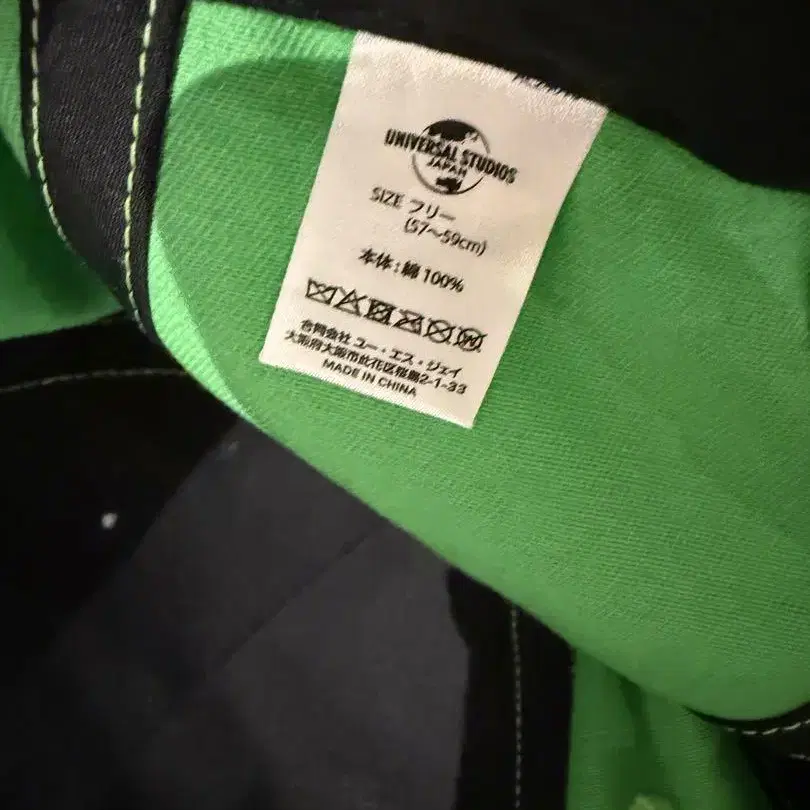 UNIVERSAL STUDIOS
JAPAN
SIZE フリー
(57～59cm)
本体：綿 100%
合同会社 ユー・エス・ジェイ
大阪府大阪市此花区桜島2-1-33
MADE IN CHINA